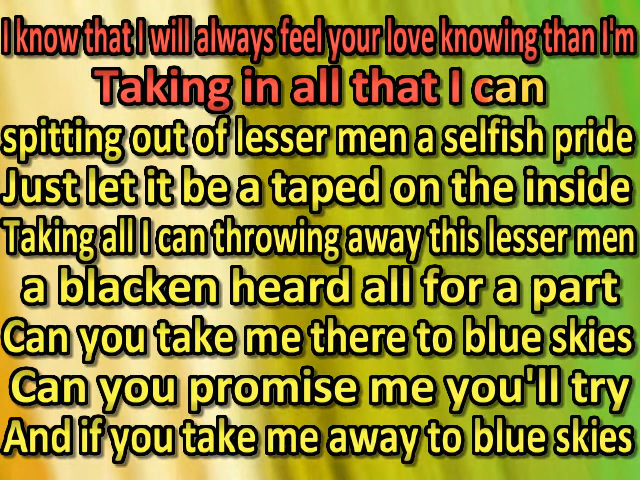 I know that I will always feel your love knowing than I'm
Taking in all that I can
spitting out of lesser men a selfish pride
Just let it be a taped on the inside
Taking all I can throwing away this lesser men
a blacken heard all for a part
Can you take me there to blue skies
Can you promise me you'll try
And if you take me away to blue skies